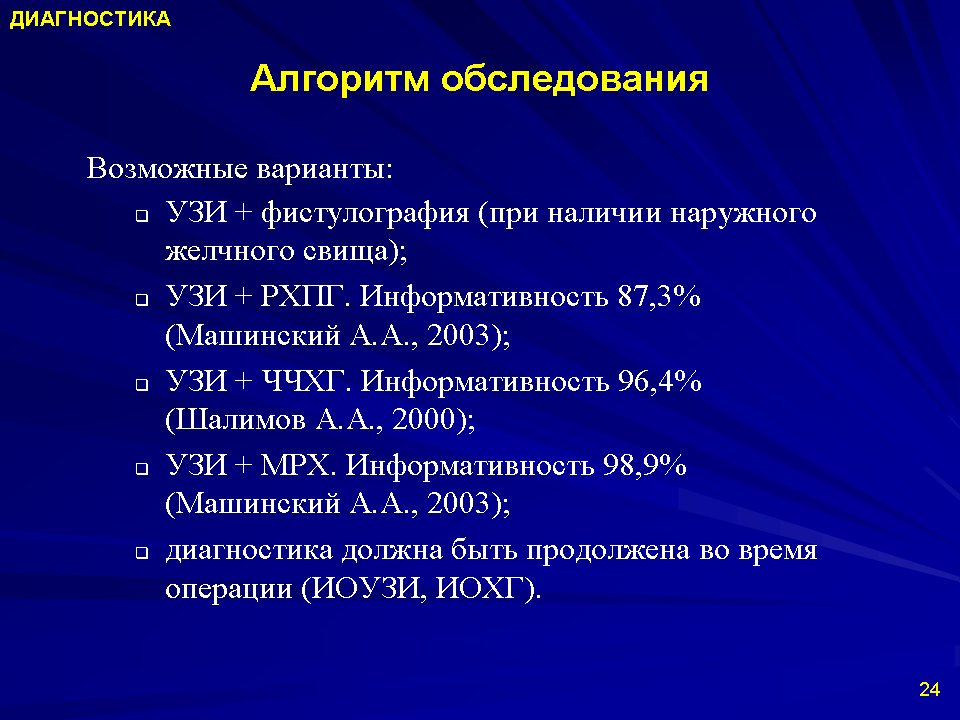 ДИАГНОСТИКА
Алгоритм обследования
Возможные варианты:
УЗИ + фистулография (при наличии наружного
желчного свища);
УЗИ + РХПГ. Информативность 87,3%
(Машинский А.А., 2003);
УЗИ + ЧЧХГ. Информативность 96,4%
(Шалимов А.А., 2000);
УЗИ + МРХ. Информативность 98,9%
(Машинский А.А., 2003);
диагностика должна быть продолжена во время
операции (ИОУЗИ, ИОХГ).
24